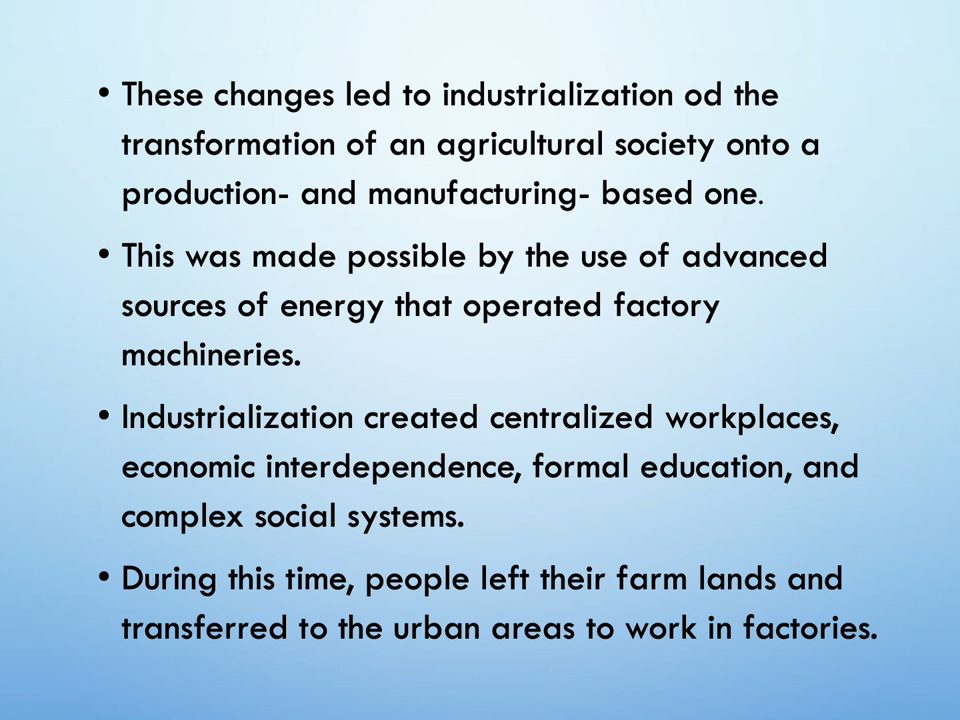 • These changes led to industrialization od the
transformation of an agricultural society onto a
production- and manufacturing- based one.
• This was made possible by the use of advanced
sources of energy that operated factory
machineries.
• Industrialization created centralized workplaces,
economic interdependence, formal education, and
complex social systems.
• During this time, people left their farm lands and
transferred to the urban areas to work in factories.